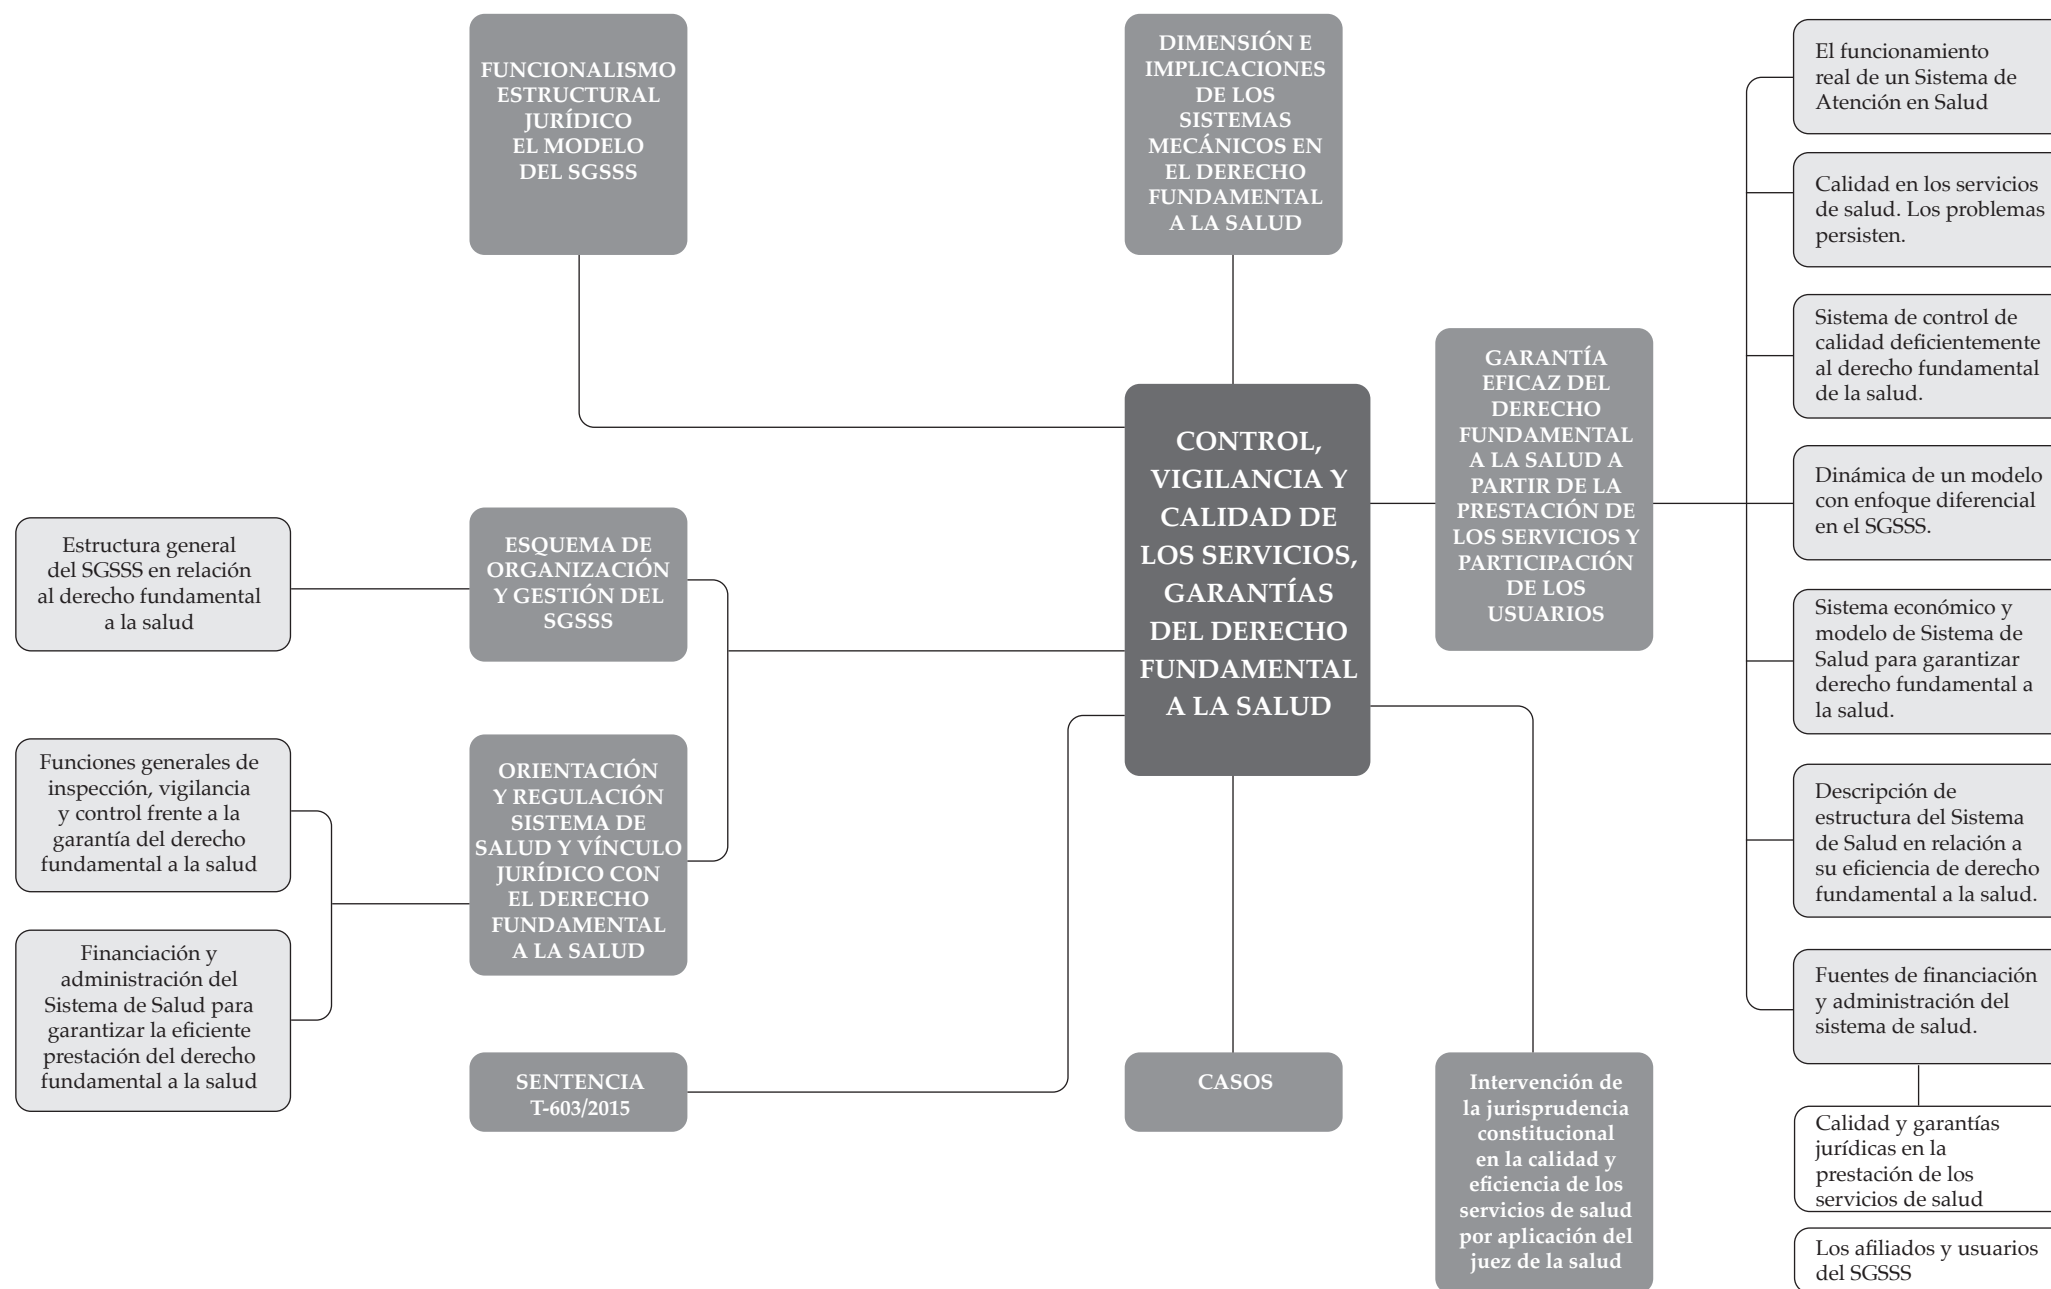 FUNCIONALISMO
ESTRUCTURAL
JURÍDICO
EL MODELO
DEL SGSSS
DIMENSIÓN E
IMPLICACIONES
DE LOS
SISTEMAS
MECÁNICOS EN
EL DERECHO
FUNDAMENTAL
A LA SALUD
CONTROL,
VIGILANCIA Y
CALIDAD DE
LOS SERVICIOS,
GARANTÍAS
DEL DERECHO
FUNDAMENTAL
A LA SALUD
ESQUEMA DE
ORGANIZACIÓN
Y GESTIÓN DEL
SGSSS
Estructura general
del SGSSS en relación
al derecho fundamental
a la salud
ORIENTACIÓN
Y REGULACIÓN
SISTEMA DE
SALUD Y VÍNCULO
JURÍDICO CON
EL DERECHO
FUNDAMENTAL
A LA SALUD
Funciones generales de
inspección, vigilancia
y control frente a la
garantía del derecho
fundamental a la salud
Financiación y
administración del
Sistema de Salud para
garantizar la eficiente
prestación del derecho
fundamental a la salud
SENTENCIA
T-603/2015
CASOS
Intervención de
la jurisprudencia
constitucional
en la calidad y
eficiencia de los
servicios de salud
por aplicación del
juez de la salud
GARANTÍA
EFICAZ DEL
DERECHO
FUNDAMENTAL
A LA SALUD A
PARTIR DE LA
PRESTACIÓN DE
LOS SERVICIOS Y
PARTICIPACIÓN
DE LOS
USUARIOS
El funcionamiento
real de un Sistema de
Atención en Salud
Calidad en los servicios
de salud. Los problemas
persisten.
Sistema de control de
calidad deficientemente
al derecho fundamental
de la salud.
Dinámica de un modelo
con enfoque diferencial
en el SGSSS.
Sistema económico y
modelo de Sistema de
Salud para garantizar
derecho fundamental a
la salud.
Descripción de
estructura del Sistema
de Salud en relación a
su eficiencia de derecho
fundamental a la salud.
Fuentes de financiación
y administración del
sistema de salud.
Calidad y garantías
jurídicas en la
prestación de los
servicios de salud
Los afiliados y usuarios
del SGSSS